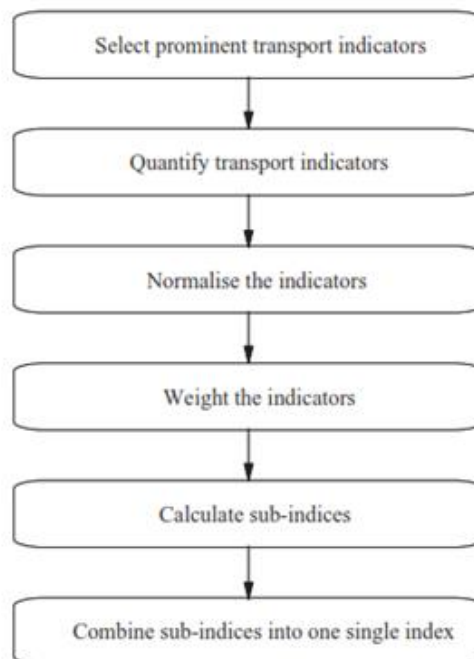 Select prominent transport indicators
Quantify transport indicators
Normalise the indicators
Weight the indicators
Calculate sub-indices
Combine sub-indices into one single index